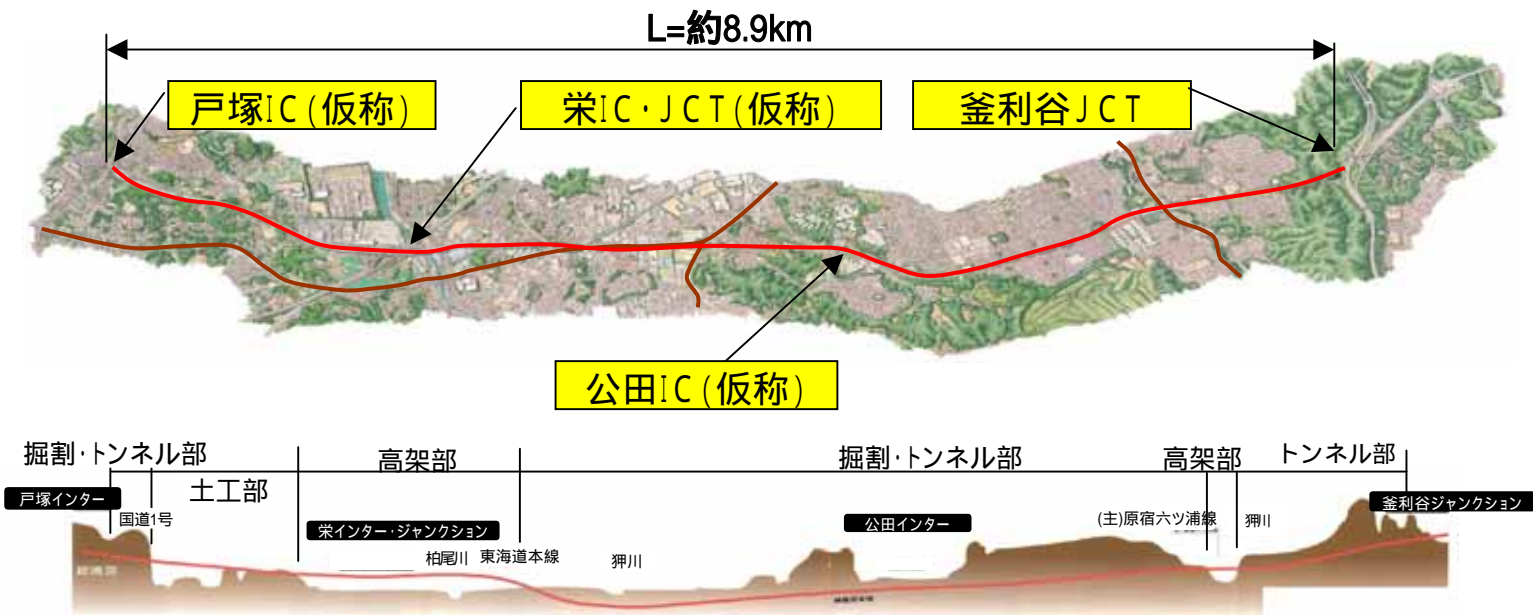 L=約8.9km
戸塚IC(仮称)
栄IC・JCT(仮称)
釜利谷JCT
公田IC(仮称)
掘割・トンネル部
高架部
掘割・トンネル部
高架部
トンネル部
土工部
戸塚インター
国道1号
栄インター・ジャンクション
公田インター
(主)原宿六ツ浦線
狎川
釜利谷ジャンクション
柏尾川
東海道本線
狎川